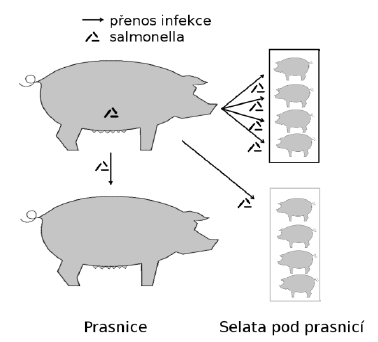 přenos infekce
salmonella
Prasnice
Selata pod prasnicí